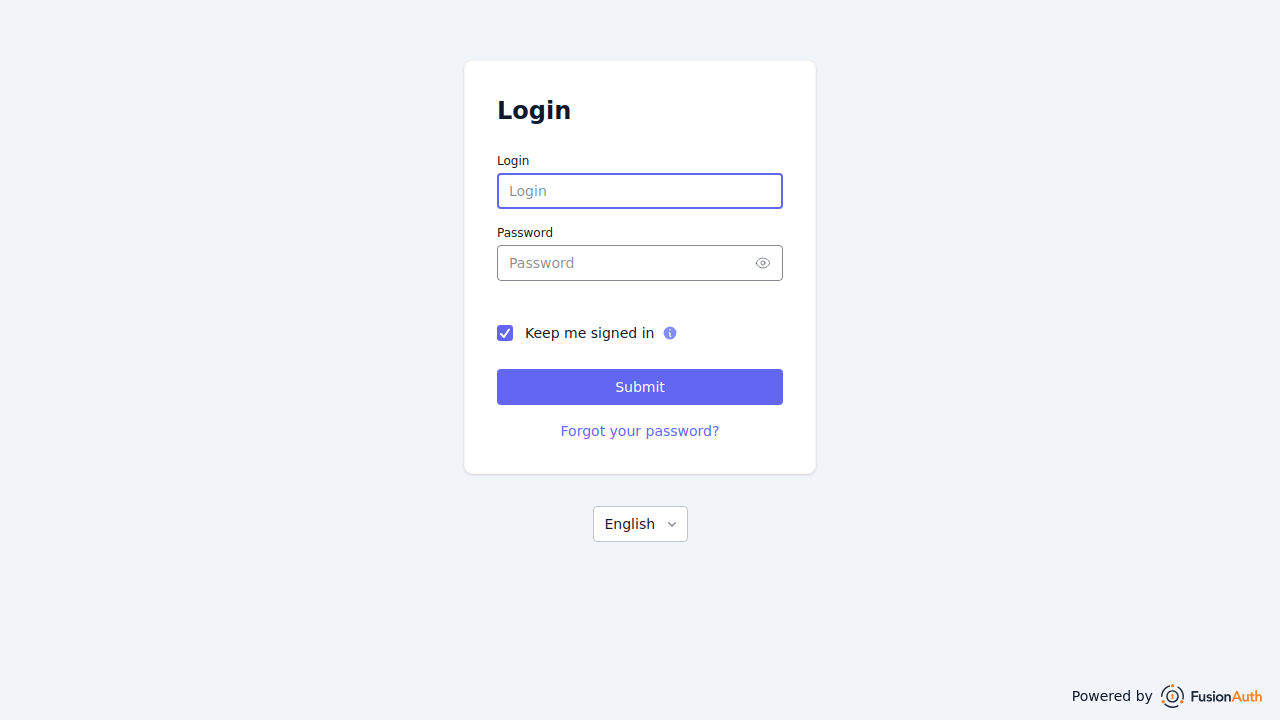 Login
Login
Login
Password
Password
Keep me signed in
Submit
Forgot your password?
English
Powered by FusionAuth